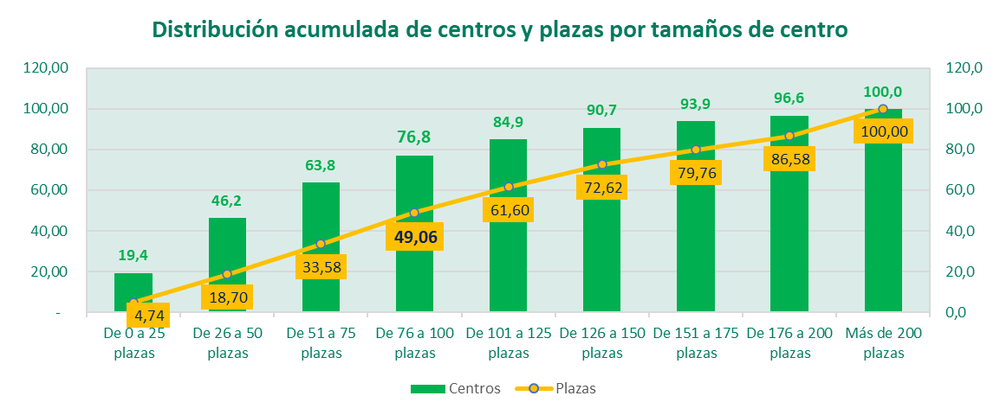 Distribución acumulada de centros y plazas por tamaños de centro
120,00
100,00
80,00
60,00
40,00
20,00
-
120,0
100,0
80,0
60,0
40,0
20,0
0,0
19,4
46,2
63,8
76,8
84,9
90,7
93,9
96,6
100,0
4,74
18,70
33,58
49,06
61,60
72,62
79,76
86,58
100,00
De 0 a 25
plazas
De 26 a 50
plazas
De 51 a 75
plazas
De 76 a 100
plazas
De 101 a 125
plazas
De 126 a 150
plazas
De 151 a 175
plazas
De 176 a 200
plazas
Más de 200
plazas
Centros
Plazas